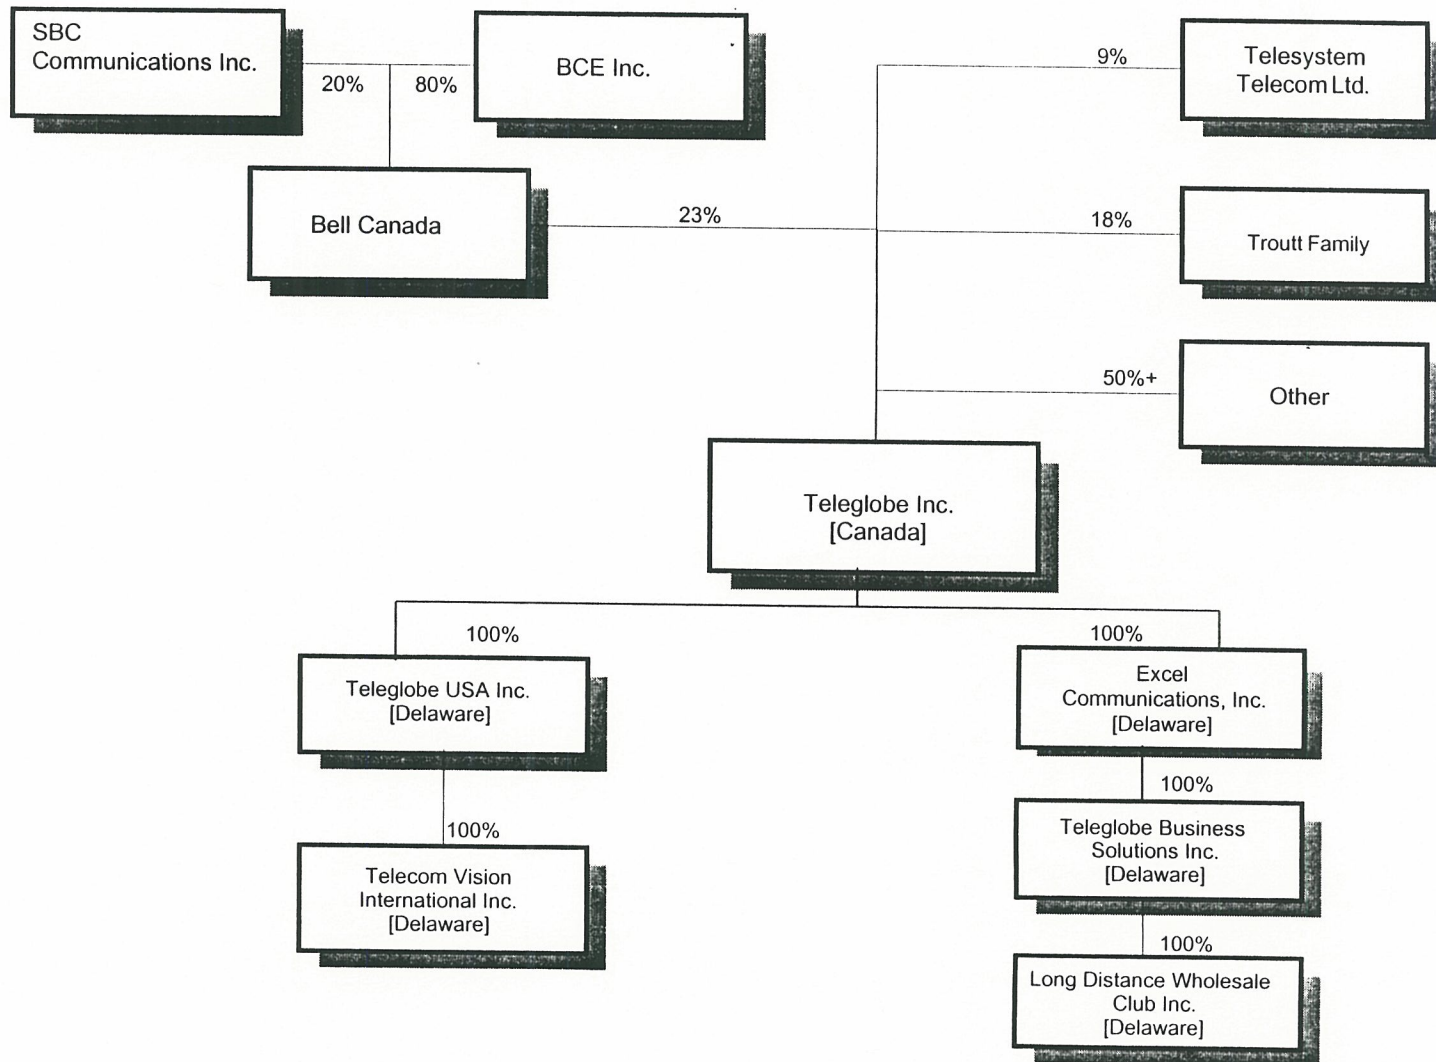 SBC
Communications Inc.
20%
80%
BCE Inc.
9%
Telesystem
Telecom Ltd.
Bell Canada
23%
18%
Troutt Family
50%+
Other
Teleglobe Inc.
[Canada]
100%
100%
Teleglobe USA Inc.
[Delaware]
Excel
Communications, Inc.
[Delaware]
100%
100%
Telecom Vision
International Inc.
[Delaware]
Teleglobe Business
Solutions Inc.
[Delaware]
100%
Long Distance Wholesale
Club Inc.
[Delaware]